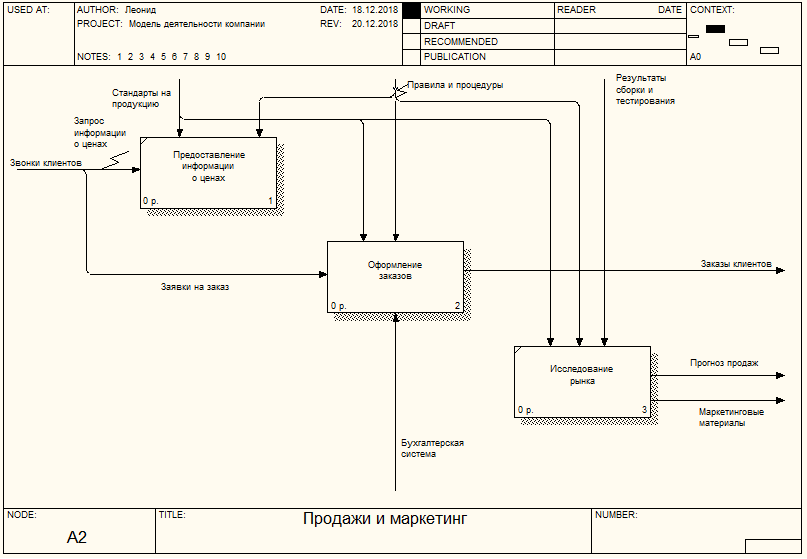 USED AT:
AUTHOR: Леонид
DATE: 18.12.2018
PROJECT: Модель деятельности компании
REV: 20.12.2018
NOTES: 1 2 3 4 5 6 7 8 9 10
WORKING
DRAFT
RECOMMENDED
PUBLICATION
READER
DATE
CONTEXT:
A0
Стандарты на
продукцию
Правила и процедуры
Результаты
сборки и
тестирования
Запрос
информации
о ценах
Звонки клиентов
Предоставление
информации
о ценах
0 р.
1
Оформление
заказов
0 р.
2
Заказы клиентов
Заявки на заказ
Исследование
рынка
0 р.
3
Прогноз продаж
Маркетинговые
материалы
Бухгалтерская
система
NODE:
A2
TITLE:
Продажи и маркетинг
NUMBER: